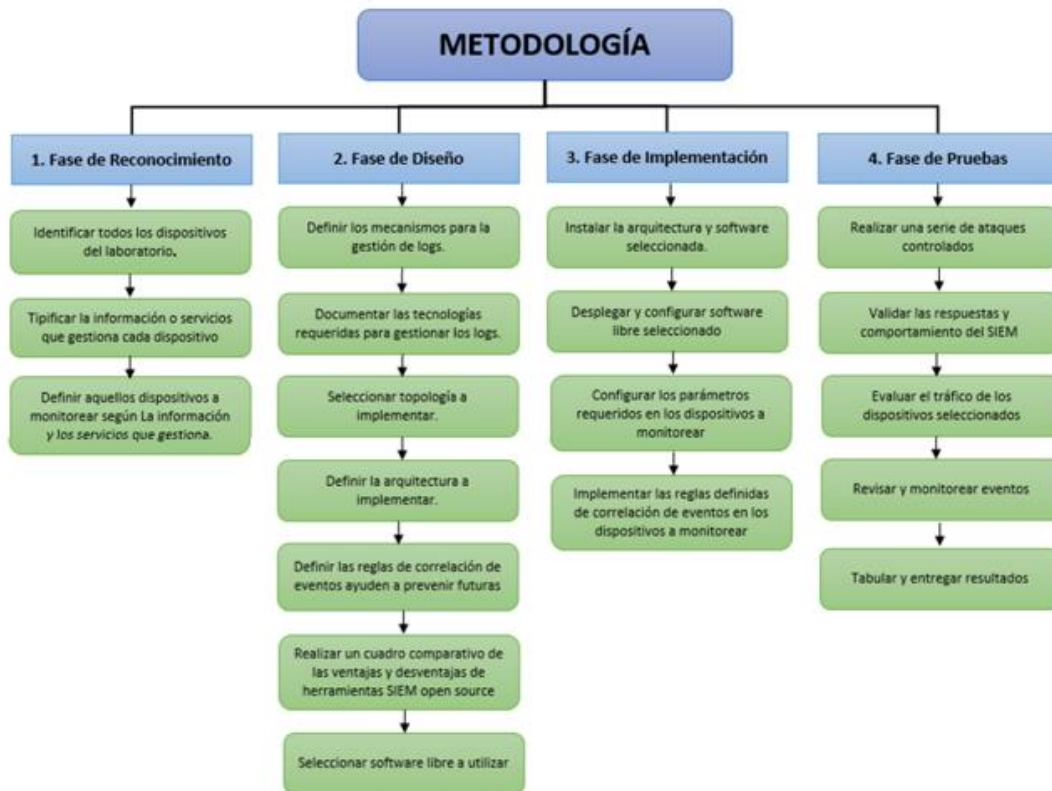 METODOLOGÍA
1. Fase de Reconocimiento
Identificar todos los dispositivos
del laboratorio.
Tipificar la información o servicios
que gestiona cada dispositivo
Definir aquellos dispositivos a
monitorear según La información
y los servicios que gestiona.
2. Fase de Diseño
Definir los mecanismos para la
gestión de logs.
Documentar las tecnologías
requeridas para gestionar los logs.
Seleccionar topología a
implementar.
Definir la arquitectura a
implementar.
Definir las reglas de correlación de
eventos ayuden a prevenir futuras
Realizar un cuadro comparativo de
las ventajas y desventajas de
herramientas SIEM open source
Seleccionar software libre a utilizar
3. Fase de Implementación
Instalar la arquitectura y software
seleccionada.
Desplegar y configurar software
libre seleccionado
Configurar los parámetros
requeridos en los dispositivos a
monitorear
Implementar las reglas definidas
de correlación de eventos en los
dispositivos a monitorear
4. Fase de Pruebas
Realizar una serie de ataques
controlados
Validar las respuestas y
comportamiento del SIEM
Evaluar el tráfico de los
dispositivos seleccionados
Revisar y monitorear eventos
Tabular y entregar resultados